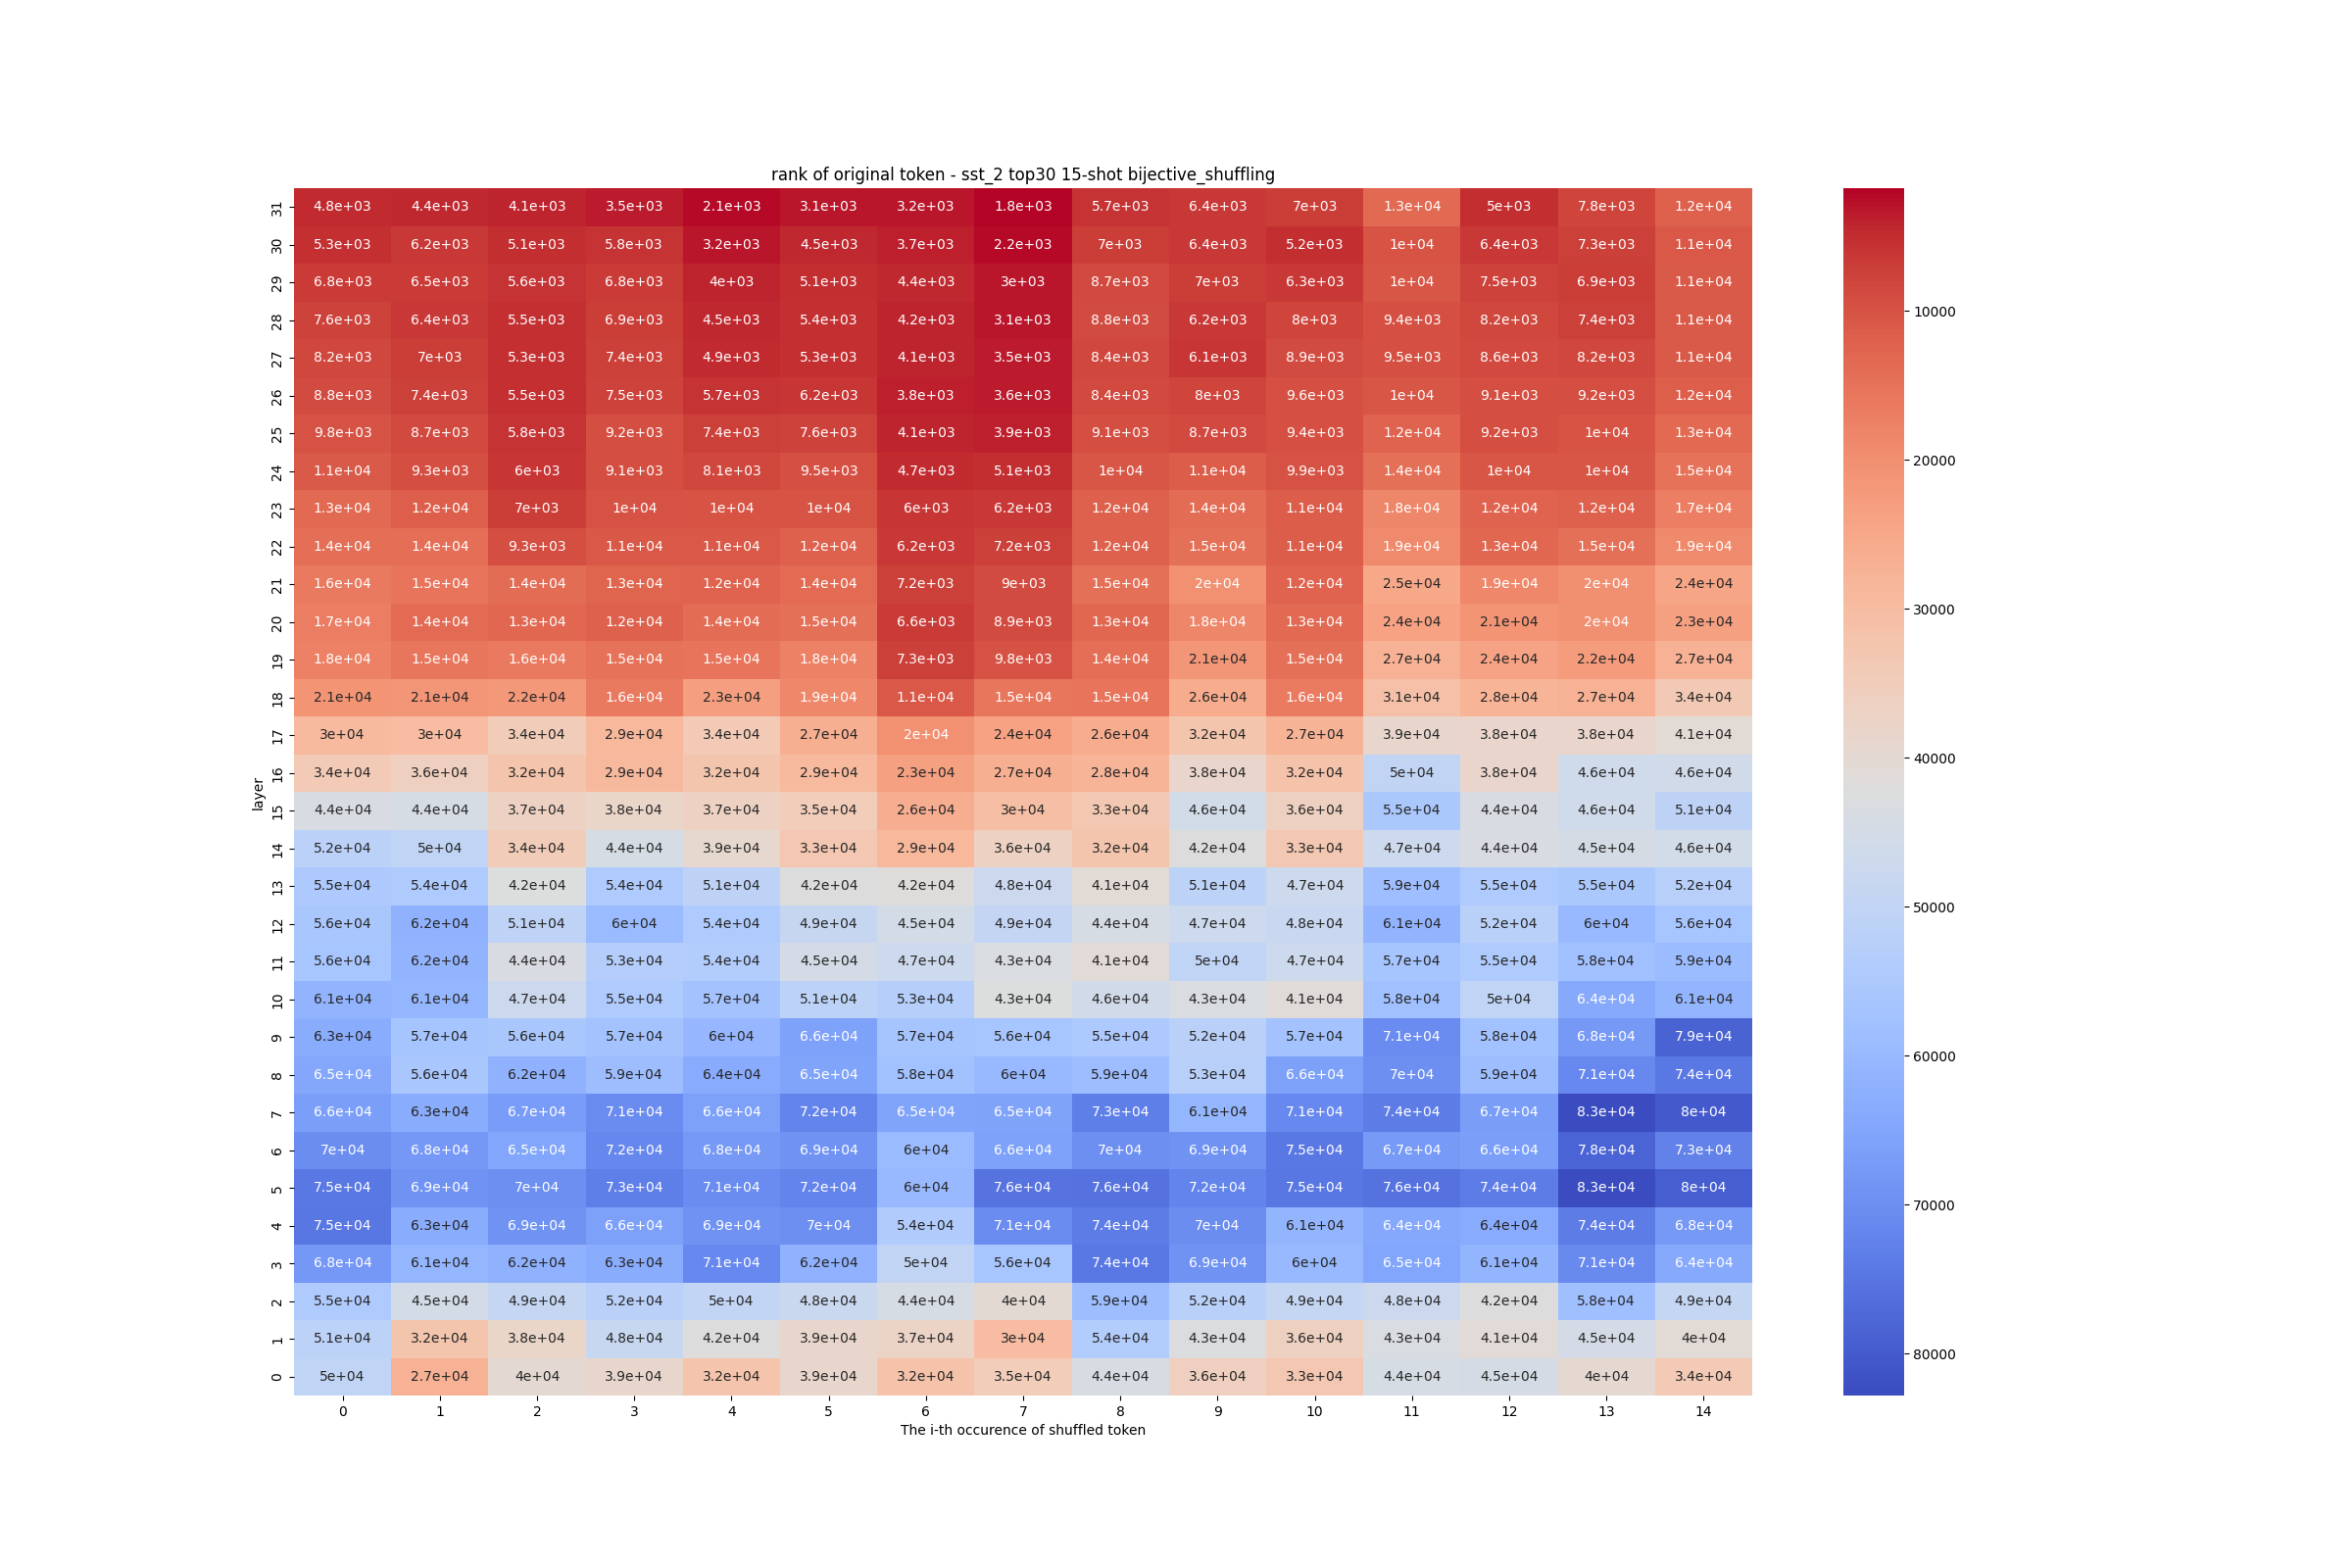 rank of original token - sst_2 top30 15-shot bijective_shuffling
31 4.8e+03 4.4e+03 4.1e+03 3.5e+03 2.1e+03 3.1e+03 3.2e+03 1.8e+03 5.7e+03 6.4e+03 7e+03 1.3e+04 5e+03 7.8e+03 1.2e+04
30 5.3e+03 6.2e+03 5.1e+03 5.8e+03 3.2e+03 4.5e+03 3.7e+03 2.2e+03 7e+03 6.4e+03 5.2e+03 1e+04 6.4e+03 7.3e+03 1.1e+04
29 6.8e+03 6.5e+03 5.6e+03 6.8e+03 4e+03 5.1e+03 4.4e+03 3e+03 8.7e+03 7e+03 6.3e+03 1e+04 7.5e+03 6.9e+03 1.1e+04
28 7.6e+03 6.4e+03 5.5e+03 6.9e+03 4.5e+03 5.4e+03 4.2e+03 3.1e+03 8.8e+03 6.2e+03 8e+03 9.4e+03 8.2e+03 7.4e+03 1.1e+04 10000
27 8.2e+03 7e+03 5.3e+03 7.4e+03 4.9e+03 5.3e+03 4.1e+03 3.5e+03 8.4e+03 6.1e+03 8.9e+03 9.5e+03 8.6e+03 8.2e+03 1.1e+04
26 8.8e+03 7.4e+03 5.5e+03 7.5e+03 5.7e+03 6.2e+03 3.8e+03 3.6e+03 8.4e+03 8e+03 9.6e+03 1e+04 9.1e+03 9.2e+03 1.2e+04
25 9.8e+03 8.7e+03 5.8e+03 9.2e+03 7.4e+03 7.6e+03 4.1e+03 3.9e+03 9.1e+03 8.7e+03 9.4e+03 1.2e+04 9.2e+03 1e+04 1.3e+04
24 1.1e+04 9.3e+03 6e+03 9.1e+03 8.1e+03 9.5e+03 4.7e+03 5.1e+03 1e+04 1.1e+04 9.9e+03 1.4e+04 1e+04 1e+04 1.5e+04 20000
23 1.3e+04 1.2e+04 7e+03 1e+04 1e+04 1e+04 6e+03 6.2e+03 1.2e+04 1.4e+04 1.1e+04 1.8e+04 1.2e+04 1.2e+04 1.7e+04
22 1.4e+04 1.4e+04 9.3e+03 1.1e+04 1.1e+04 1.2e+04 6.2e+03 7.2e+03 1.2e+04 1.5e+04 1.1e+04 1.9e+04 1.3e+04 1.5e+04 1.9e+04
21 1.6e+04 1.5e+04 1.4e+04 1.3e+04 1.2e+04 1.4e+04 7.2e+03 9e+03 1.5e+04 2e+04 1.2e+04 2.5e+04 1.9e+04 2e+04 2.4e+04
20 1.7e+04 1.4e+04 1.3e+04 1.2e+04 1.4e+04 1.5e+04 6.6e+03 8.9e+03 1.3e+04 1.8e+04 1.3e+04 2.4e+04 2.1e+04 2e+04 2.3e+04 30000
19 1.8e+04 1.5e+04 1.6e+04 1.5e+04 1.5e+04 1.8e+04 7.3e+03 9.8e+03 1.4e+04 2.1e+04 1.5e+04 2.7e+04 2.4e+04 2.2e+04 2.7e+04
18 2.1e+04 2.1e+04 2.2e+04 1.6e+04 2.3e+04 1.9e+04 1.1e+04 1.5e+04 1.5e+04 2.6e+04 1.6e+04 3.1e+04 2.8e+04 2.7e+04 3.4e+04
17 3e+04 3e+04 3.4e+04 2.9e+04 3.4e+04 2.7e+04 2e+04 2.4e+04 2.6e+04 3.2e+04 2.7e+04 3.9e+04 3.8e+04 3.8e+04 4.1e+04
16 3.4e+04 3.6e+04 3.2e+04 2.9e+04 3.2e+04 2.9e+04 2.3e+04 2.7e+04 2.8e+04 3.8e+04 3.2e+04 5e+04 3.8e+04 4.6e+04 4.6e+04 40000
layer
15 4.4e+04 4.4e+04 3.7e+04 3.8e+04 3.7e+04 3.5e+04 2.6e+04 3e+04 3.3e+04 4.6e+04 3.6e+04 5.5e+04 4.4e+04 4.6e+04 5.1e+04
14 5.2e+04 5e+04 3.4e+04 4.4e+04 3.9e+04 3.3e+04 2.9e+04 3.6e+04 3.2e+04 4.2e+04 3.3e+04 4.7e+04 4.4e+04 4.5e+04 4.6e+04
13 5.5e+04 5.4e+04 4.2e+04 5.4e+04 5.1e+04 4.2e+04 4.2e+04 4.8e+04 4.1e+04 5.1e+04 4.7e+04 5.9e+04 5.5e+04 5.5e+04 5.2e+04
12 5.6e+04 6.2e+04 5.1e+04 6e+04 5.4e+04 4.9e+04 4.5e+04 4.9e+04 4.4e+04 4.7e+04 4.8e+04 6.1e+04 5.2e+04 6e+04 5.6e+04 50000
11 5.6e+04 6.2e+04 4.4e+04 5.3e+04 5.4e+04 4.5e+04 4.7e+04 4.3e+04 4.1e+04 5e+04 4.7e+04 5.7e+04 5.5e+04 5.8e+04 5.9e+04
10 6.1e+04 6.1e+04 4.7e+04 5.5e+04 5.7e+04 5.1e+04 5.3e+04 4.3e+04 4.6e+04 4.3e+04 4.1e+04 5.8e+04 5e+04 6.4e+04 6.1e+04
9 6.3e+04 5.7e+04 5.6e+04 5.7e+04 6e+04 6.6e+04 5.7e+04 5.6e+04 5.5e+04 5.2e+04 5.7e+04 7.1e+04 5.8e+04 6.8e+04 7.9e+04
8 6.5e+04 5.6e+04 6.2e+04 5.9e+04 6.4e+04 6.5e+04 5.8e+04 6e+04 5.9e+04 5.3e+04 6.6e+04 7e+04 5.9e+04 7.1e+04 7.4e+04 60000
7 6.6e+04 6.3e+04 6.7e+04 7.1e+04 6.6e+04 7.2e+04 6.5e+04 6.5e+04 7.3e+04 6.1e+04 7.1e+04 7.4e+04 6.7e+04 8.3e+04 8e+04
6 7e+04 6.8e+04 6.5e+04 7.2e+04 6.8e+04 6.9e+04 6e+04 6.6e+04 7e+04 6.9e+04 7.5e+04 6.7e+04 6.6e+04 7.8e+04 7.3e+04
5 7.5e+04 6.9e+04 7e+04 7.3e+04 7.1e+04 7.2e+04 6e+04 7.6e+04 7.6e+04 7.2e+04 7.5e+04 7.6e+04 7.4e+04 8.3e+04 8e+04 70000
4 7.5e+04 6.3e+04 6.9e+04 6.6e+04 6.9e+04 7e+04 5.4e+04 7.1e+04 7.4e+04 7e+04 6.1e+04 6.4e+04 6.4e+04 7.4e+04 6.8e+04
3 6.8e+04 6.1e+04 6.2e+04 6.3e+04 7.1e+04 6.2e+04 5e+04 5.6e+04 7.4e+04 6.9e+04 6e+04 6.5e+04 6.1e+04 7.1e+04 6.4e+04
2 5.5e+04 4.5e+04 4.9e+04 5.2e+04 5e+04 4.8e+04 4.4e+04 4e+04 5.9e+04 5.2e+04 4.9e+04 4.8e+04 4.2e+04 5.8e+04 4.9e+04
1 5.1e+04 3.2e+04 3.8e+04 4.8e+04 4.2e+04 3.9e+04 3.7e+04 3e+04 5.4e+04 4.3e+04 3.6e+04 4.3e+04 4.1e+04 4.5e+04 4e+04 80000
0 5e+04 2.7e+04 4e+04 3.9e+04 3.2e+04 3.9e+04 3.2e+04 3.5e+04 4.4e+04 3.6e+04 3.3e+04 4.4e+04 4.5e+04 4e+04 3.4e+04
0 1 2 3 4 5 6 7 8 9 10 11 12 13 14
The i-th occurence of shuffled token